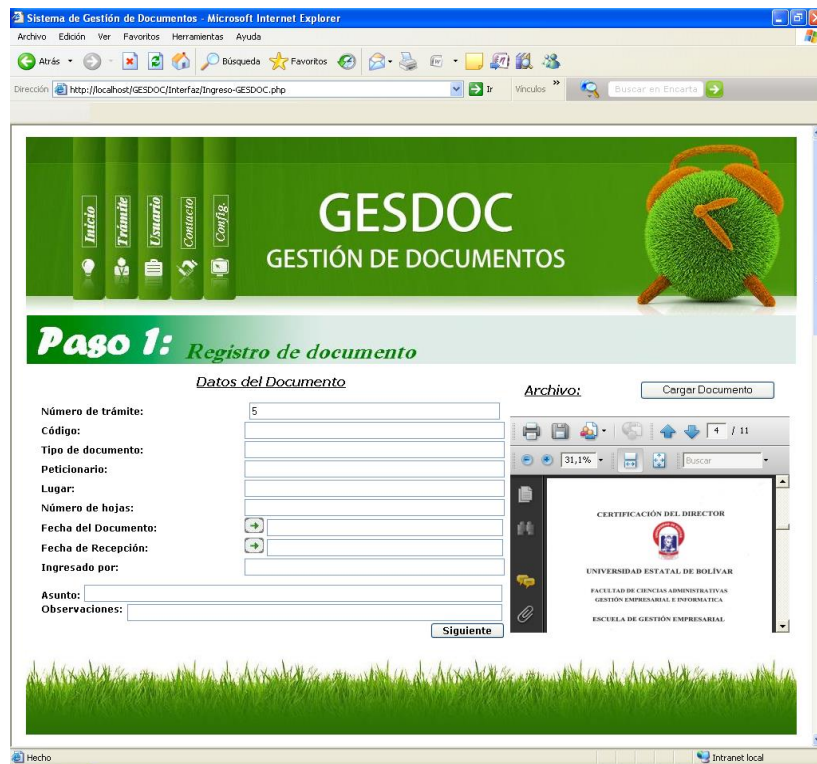 Sistema de Gestión de Documentos - Microsoft Internet Explorer
Archivo Edición Ver Favoritos Herramientas Ayuda
Atrás Búsqueda Favoritos
Dirección http://localhost/GESDOC/Interfaz/Ingreso-GESDOC.php Ir Vínculos » Buscar en Encarta
Inicio
Trámite
Usuario
Contacto
Config.
GESDOC
GESTIÓN DE DOCUMENTOS
Paso 1: Registro de documento
Datos del Documento
Archivo: Cargar Documento
Número de trámite: 5
Código:
Tipo de documento:
Peticionario:
Lugar:
Número de hojas:
Fecha del Documento:
Fecha de Recepción:
Ingresado por:
Asunto:
Observaciones:
Siguiente
4 / 11
31,1% Buscar
CERTIFICACIÓN DEL DIRECTOR
UNIVERSIDAD ESTATAL DE BOLÍVAR
FACULTAD DE CIENCIAS ADMINISTRATIVAS
GESTIÓN EMPRESARIAL E INFORMATICA
ESCUELA DE GESTIÓN EMPRESARIAL
Hecho Intranet local